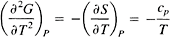 (∂²G/∂T²)_P = −(∂S/∂T)_P = −c_p/T